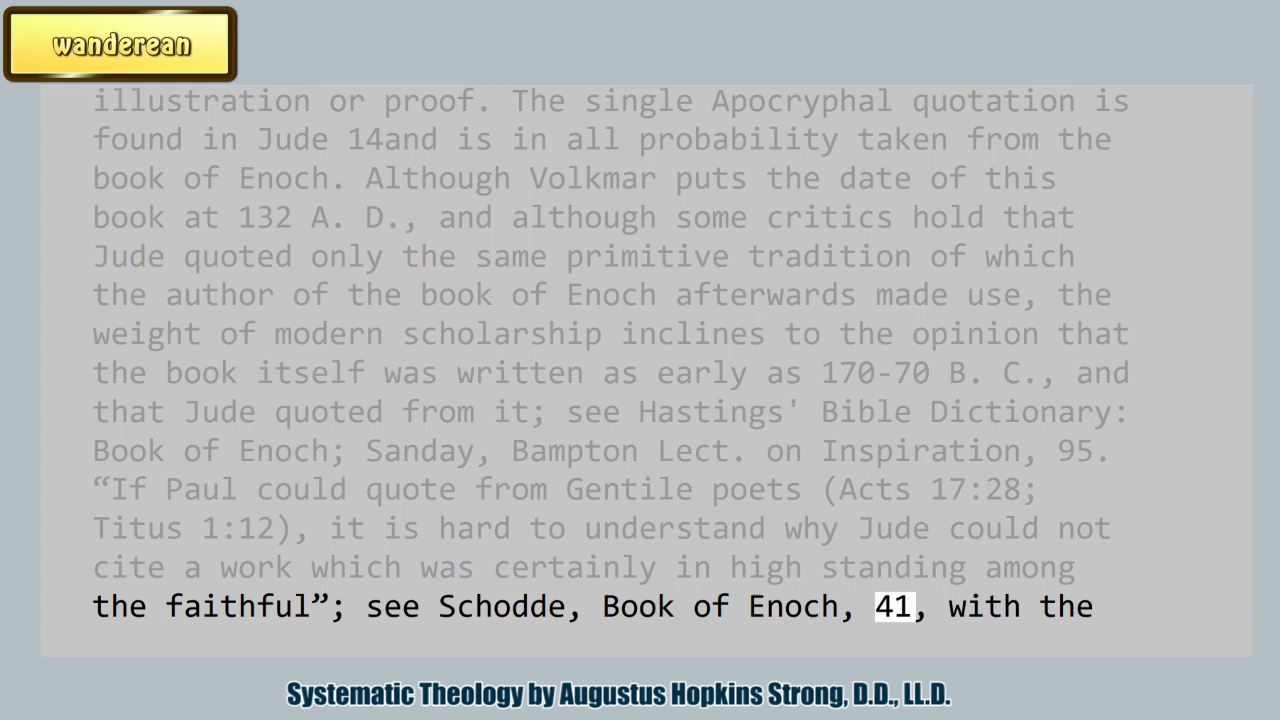 wanderean
illustration or proof. The single Apocryphal quotation is
found in Jude 14and is in all probability taken from the
book of Enoch. Although Volkmar puts the date of this
book at 132 A. D., and although some critics hold that
Jude quoted only the same primitive tradition of which
the author of the book of Enoch afterwards made use, the
weight of modern scholarship inclines to the opinion that
the book itself was written as early as 170-70 B. C., and
that Jude quoted from it; see Hastings' Bible Dictionary:
Book of Enoch; Sanday, Bampton Lect. on Inspiration, 95.
“If Paul could quote from Gentile poets (Acts 17:28;
Titus 1:12), it is hard to understand why Jude could not
cite a work which was certainly in high standing among
the faithful”; see Schodde, Book of Enoch, 41, with the
Systematic Theology by Augustus Hopkins Strong, D.D., LL.D.